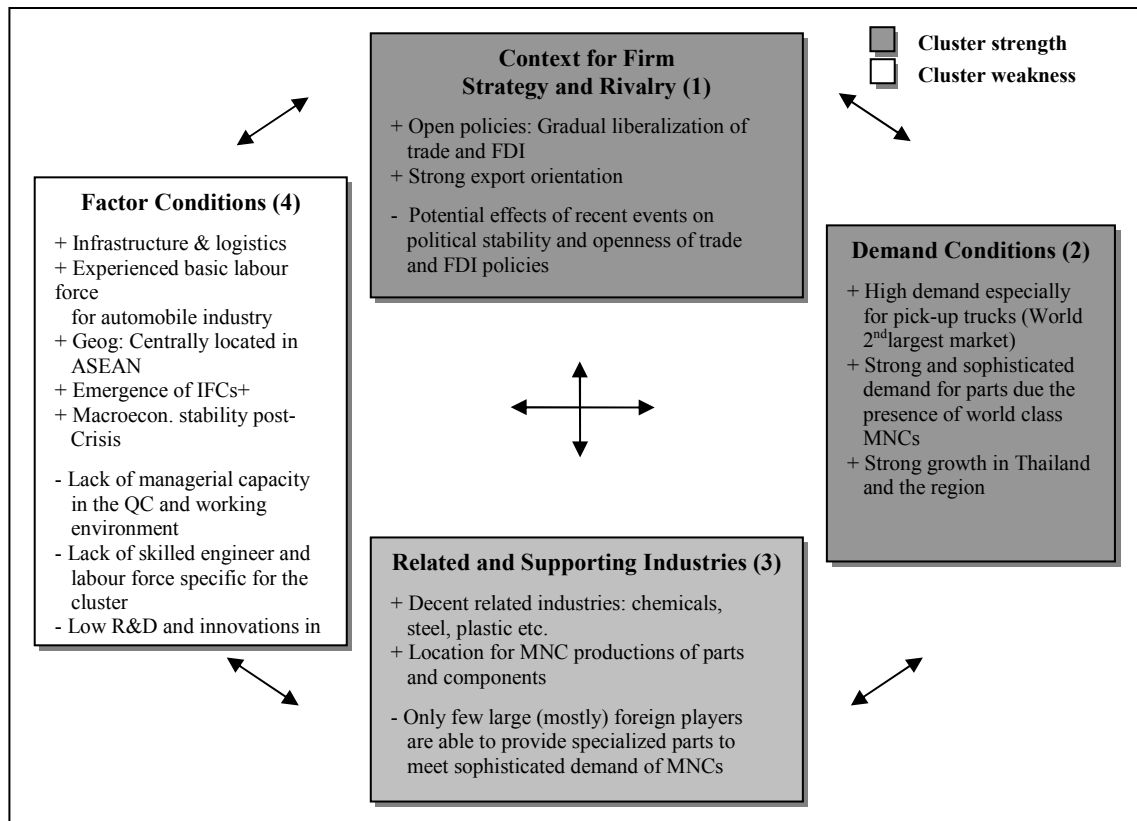 Cluster strength
Cluster weakness
Context for Firm
Strategy and Rivalry (1)
+ Open policies: Gradual liberalization of
trade and FDI
+ Strong export orientation
- Potential effects of recent events on
political stability and openness of trade
and FDI policies
Factor Conditions (4)
+ Infrastructure & logistics
+ Experienced basic labour
force
for automobile industry
+ Geog: Centrally located in
ASEAN
+ Emergence of IFCs+
+ Macroecon. stability post-
Crisis
- Lack of managerial capacity
in the QC and working
environment
- Lack of skilled engineer and
labour force specific for the
cluster
- Low R&D and innovations in
Demand Conditions (2)
+ High demand especially
for pick-up trucks (World
2ndlargest market)
+ Strong and sophisticated
demand for parts due the
presence of world class
MNCs
+ Strong growth in Thailand
and the region
Related and Supporting Industries (3)
+ Decent related industries: chemicals,
steel, plastic etc.
+ Location for MNC productions of parts
and components
- Only few large (mostly) foreign players
are able to provide specialized parts to
meet sophisticated demand of MNCs